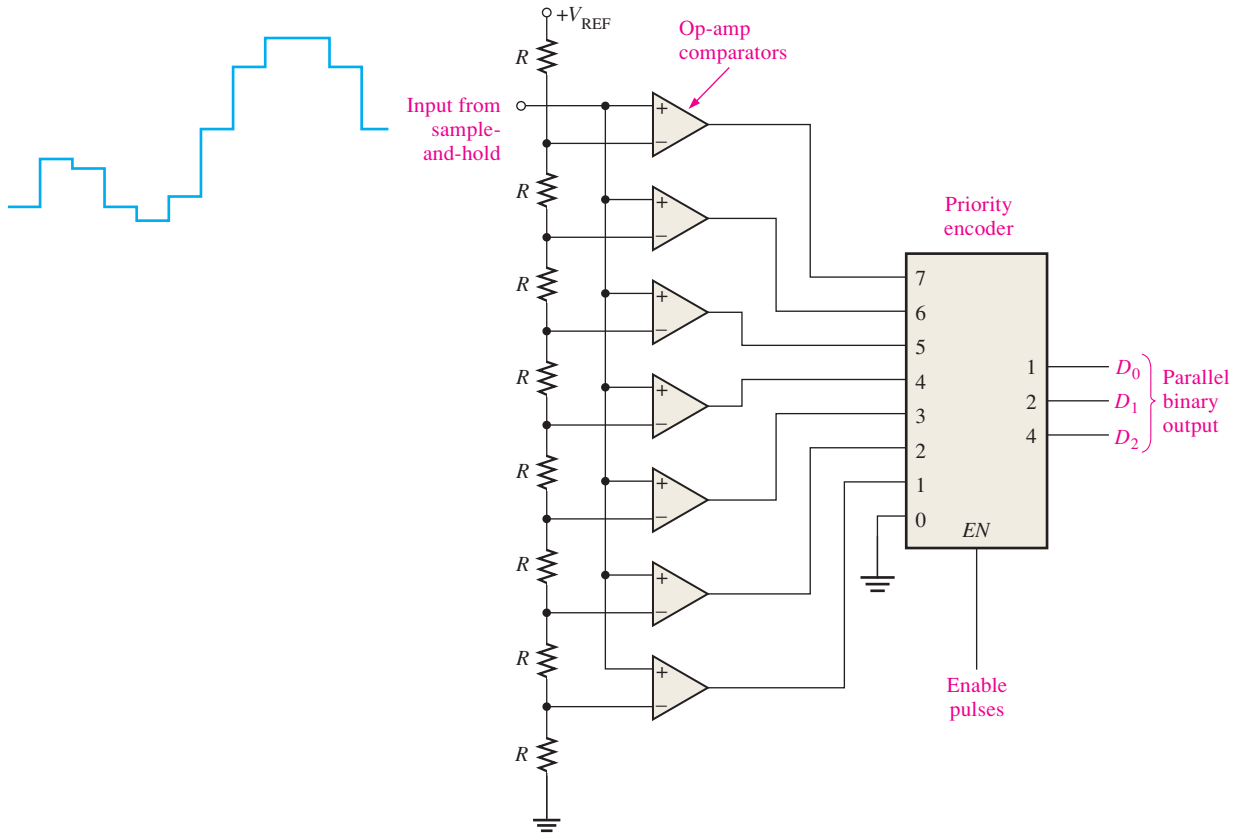 +V_REF
R
Op-amp
comparators
Input from
sample-
and-hold
+
−
R
+
−
Priority
encoder
R
+
−
7
6
5
R
+
−
4
1
D_0
Parallel
3
2
D_1
binary
2
4
D_2
output
R
+
−
1
0
EN
R
+
−
R
+
−
Enable
pulses
R